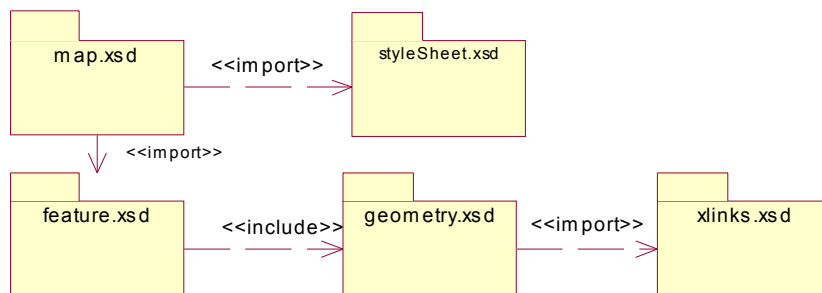 map.xsd
<<import>>
styleSheet.xsd
<<import>>
feature.xsd
<<include>>
geometry.xsd
<<import>>
xlinks.xsd